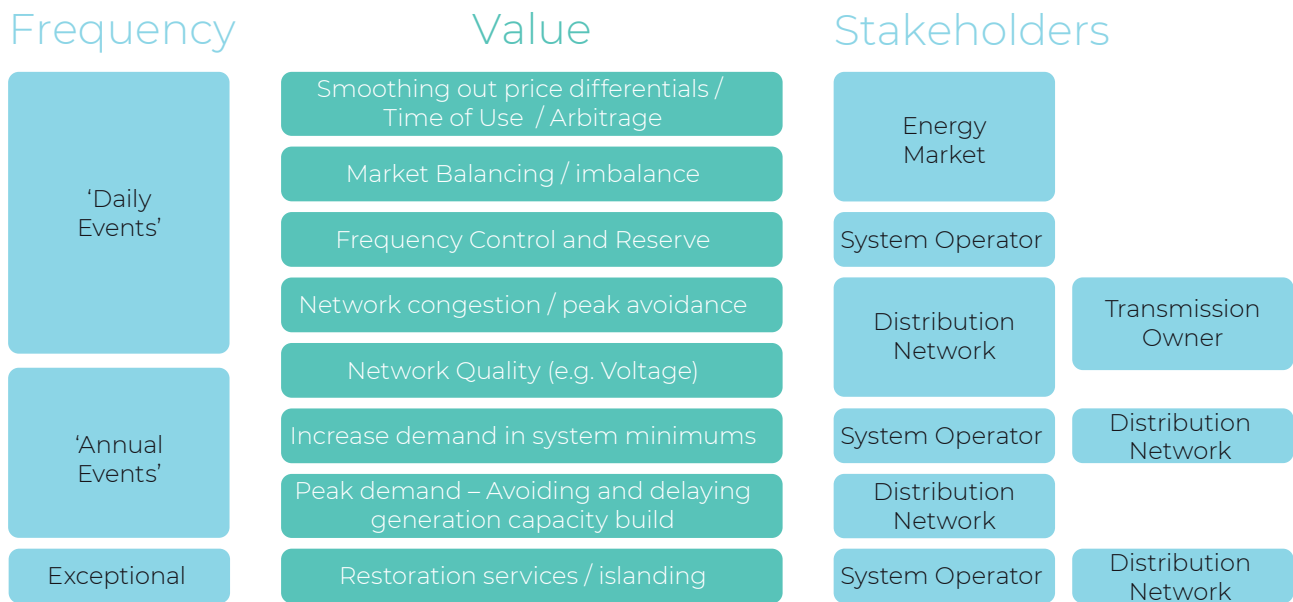 Frequency
Value
Stakeholders
‘Daily
Events’
‘Annual
Events’
Exceptional
Smoothing out price differentials /
Time of Use / Arbitrage
Market Balancing / imbalance
Frequency Control and Reserve
Network congestion / peak avoidance
Network Quality (e.g. Voltage)
Increase demand in system minimums
Peak demand – Avoiding and delaying
generation capacity build
Restoration services / islanding
Energy
Market
System Operator
Distribution
Network
Transmission
Owner
System Operator
Distribution
Network
Distribution
Network
System Operator
Distribution
Network